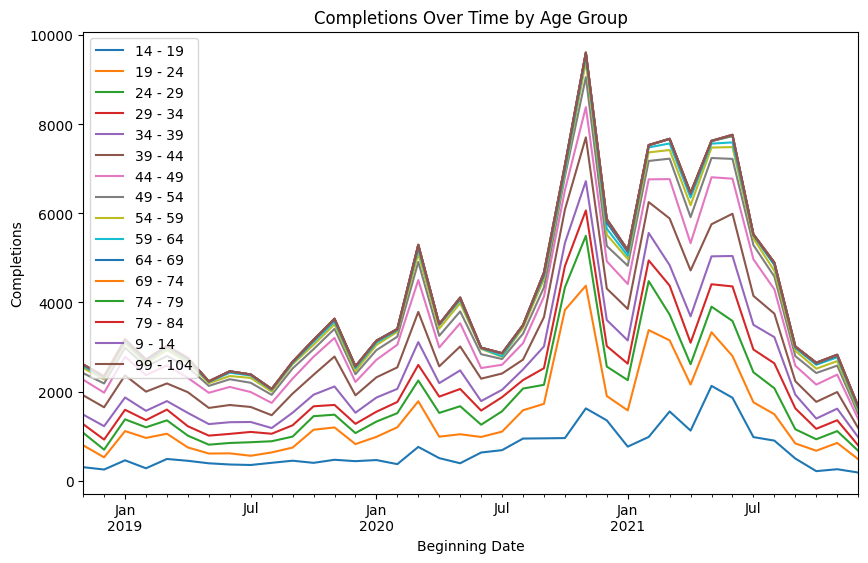 Completions Over Time by Age Group
Completions
10000
8000
6000
4000
2000
0
14 - 19
19 - 24
24 - 29
29 - 34
34 - 39
39 - 44
44 - 49
49 - 54
54 - 59
59 - 64
64 - 69
69 - 74
74 - 79
79 - 84
9 - 14
99 - 104
Jan Jul Jan Jul Jan Jul
2019 2020 2021
Beginning Date